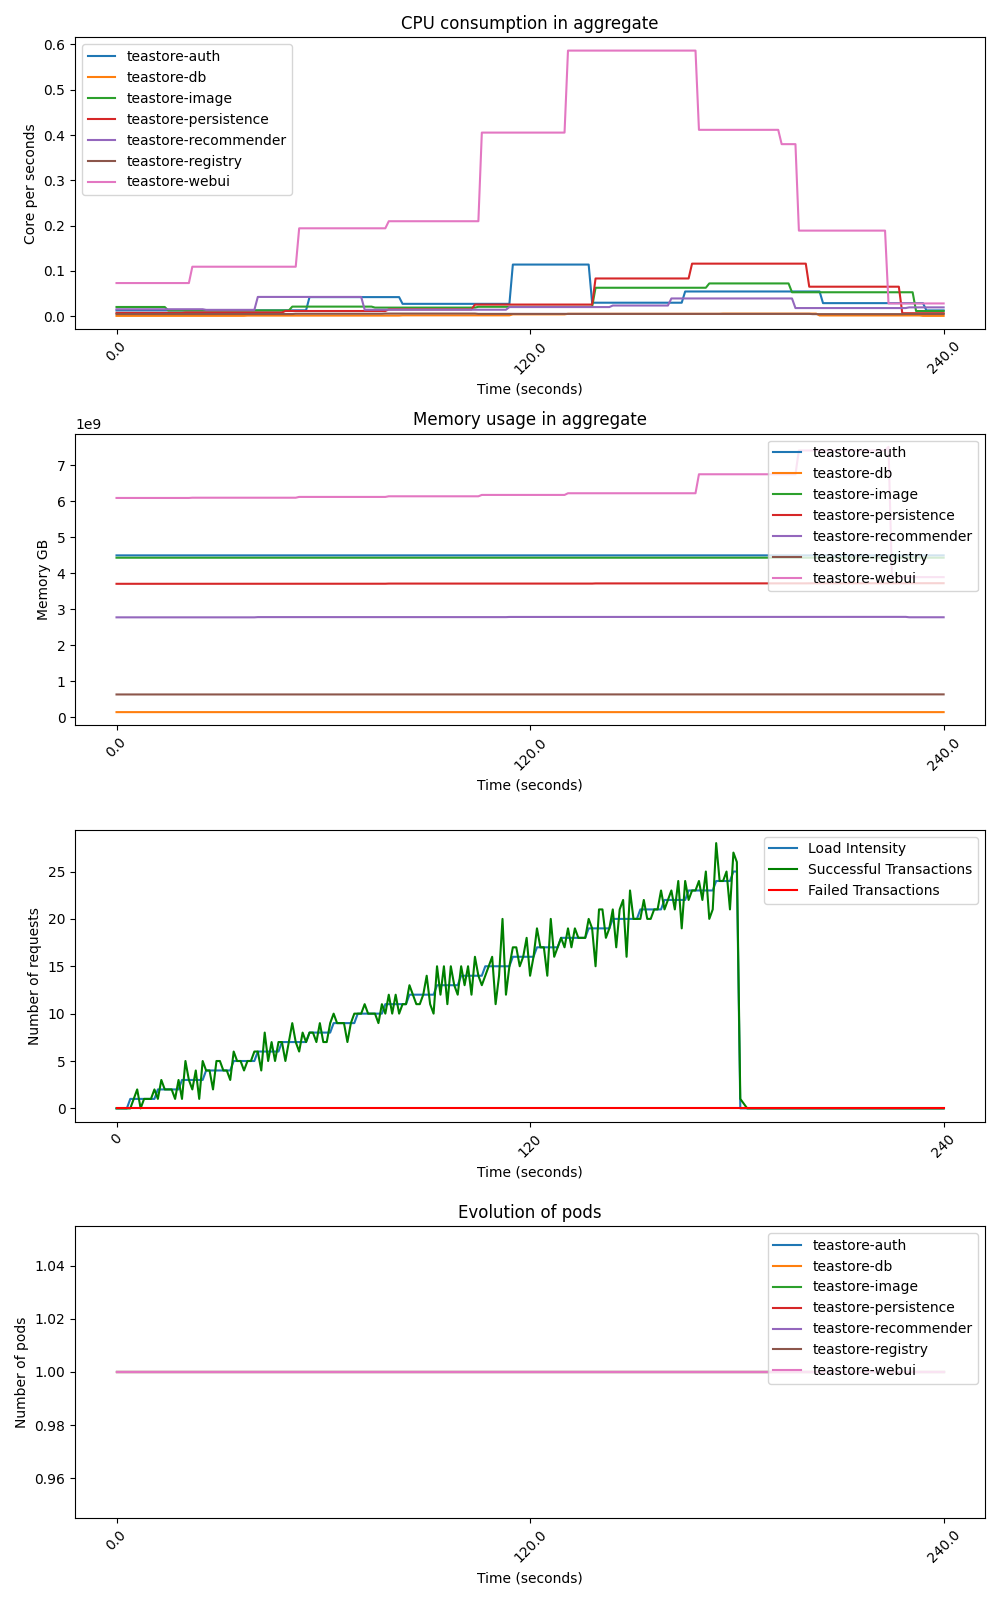 CPU consumption in aggregate
0.6
0.5
0.4
0.3
0.2
0.1
0.0
Core per seconds
teastore-auth
teastore-db
teastore-image
teastore-persistence
teastore-recommender
teastore-registry
teastore-webui
0.0
120.0
240.0
Time (seconds)
Memory usage in aggregate
1e9
7
6
5
4
3
2
1
0
Memory GB
teastore-auth
teastore-db
teastore-image
teastore-persistence
teastore-recommender
teastore-registry
teastore-webui
0.0
120.0
240.0
Time (seconds)
25
20
15
10
5
0
Number of requests
Load Intensity
Successful Transactions
Failed Transactions
0
120
240
Time (seconds)
Evolution of pods
1.04
1.02
1.00
0.98
0.96
Number of pods
teastore-auth
teastore-db
teastore-image
teastore-persistence
teastore-recommender
teastore-registry
teastore-webui
0.0
120.0
240.0
Time (seconds)